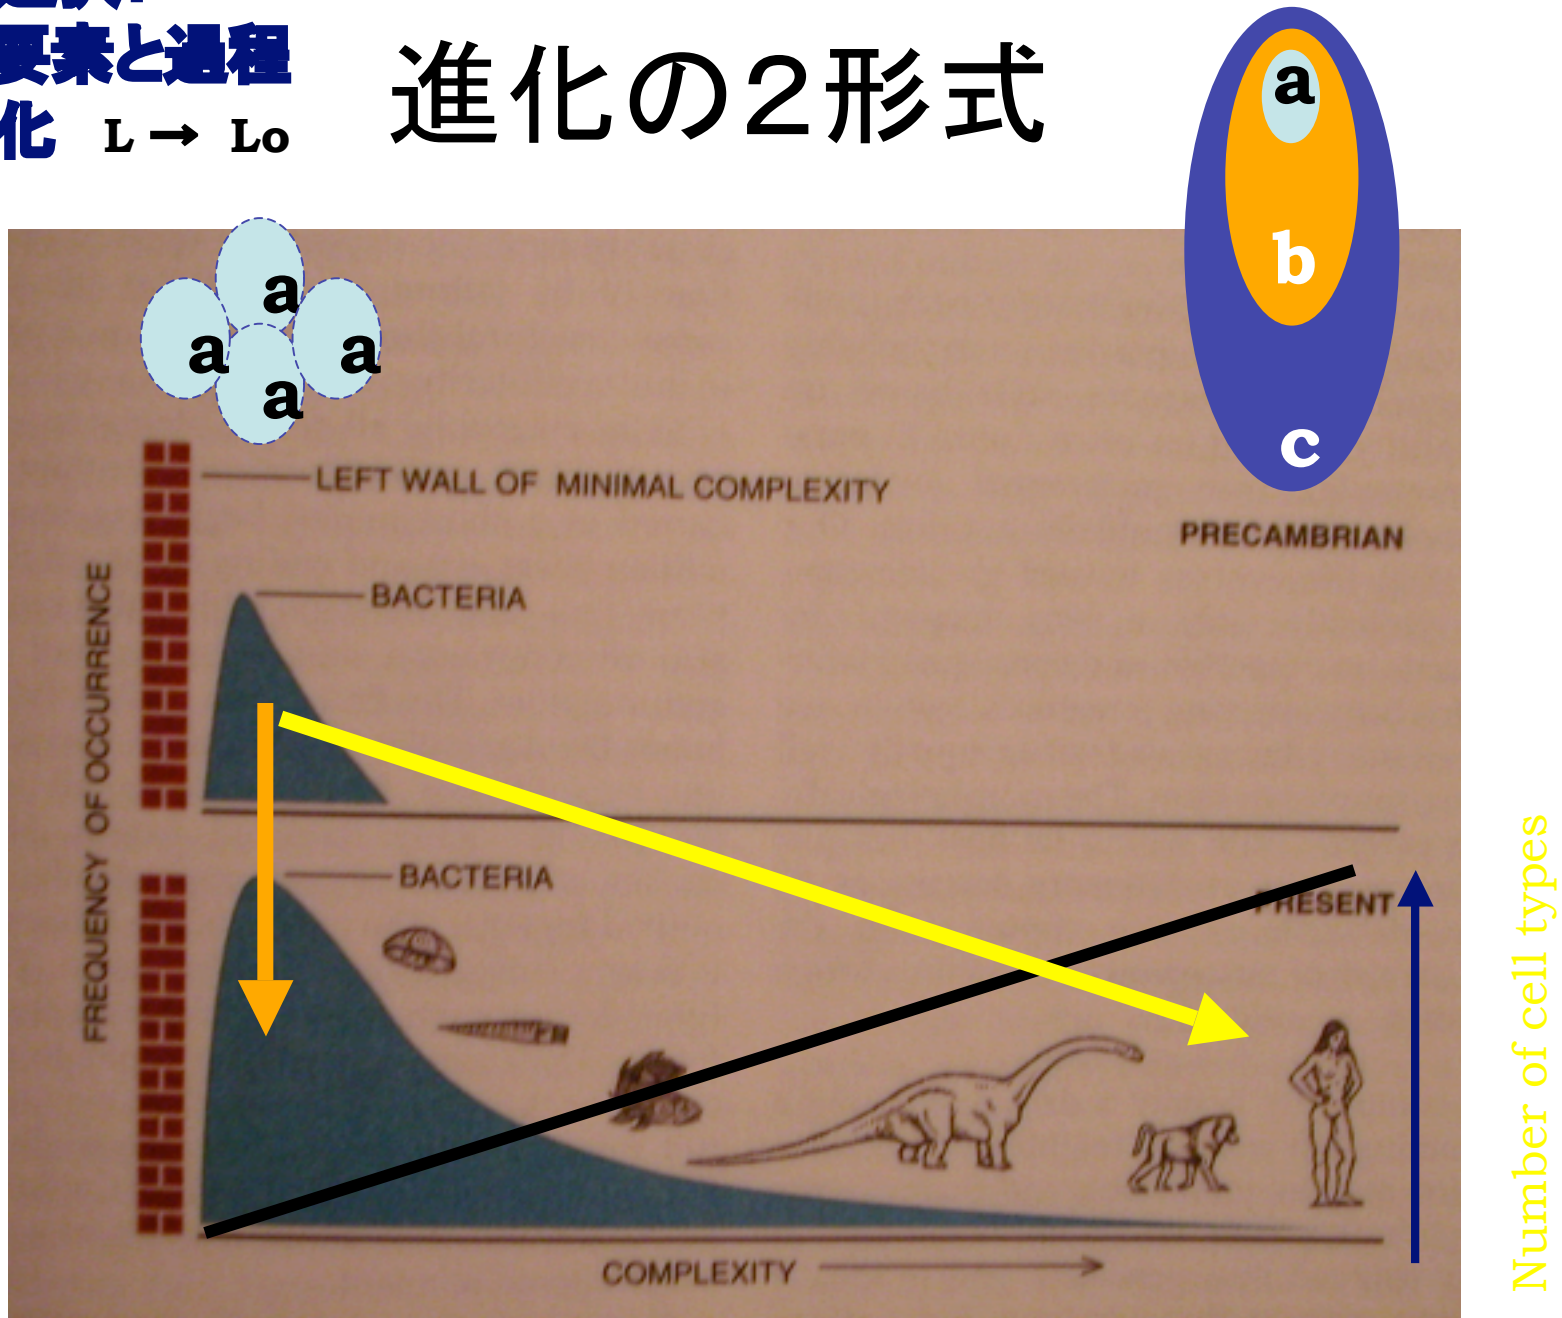 要素と過程
化 L → Lo
進化の２形式
a
b
c
a
a
a
a
LEFT WALL OF MINIMAL COMPLEXITY
PRECAMBRIAN
BACTERIA
FREQUENCY OF OCCURRENCE
BACTERIA
PRESENT
COMPLEXITY
Number of cell types